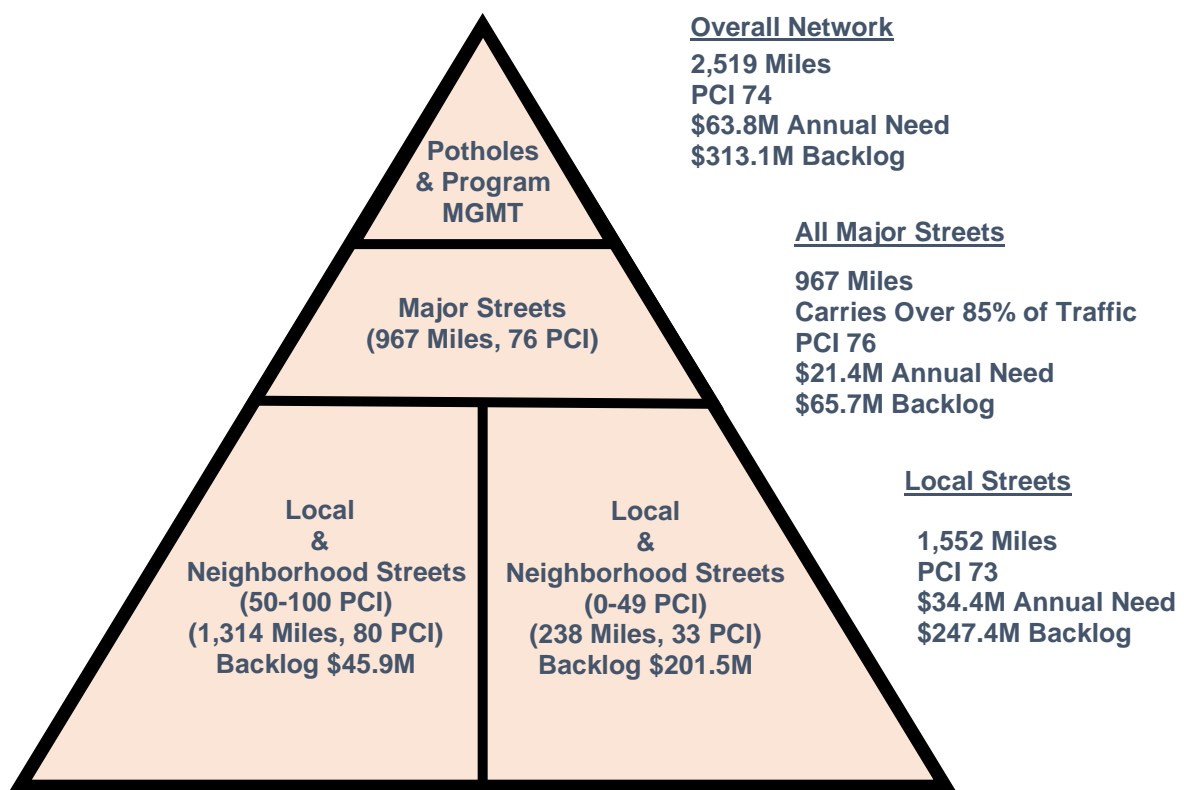 Overall Network
2,519 Miles
PCI 74
$63.8M Annual Need
$313.1M Backlog
Potholes
& Program
MGMT
All Major Streets
967 Miles
Carries Over 85% of Traffic
PCI 76
$21.4M Annual Need
$65.7M Backlog
Major Streets
(967 Miles, 76 PCI)
Local Streets
1,552 Miles
PCI 73
$34.4M Annual Need
$247.4M Backlog
Local
&
Neighborhood Streets
(50-100 PCI)
(1,314 Miles, 80 PCI)
Backlog $45.9M
Local
&
Neighborhood Streets
(0-49 PCI)
(238 Miles, 33 PCI)
Backlog $201.5M